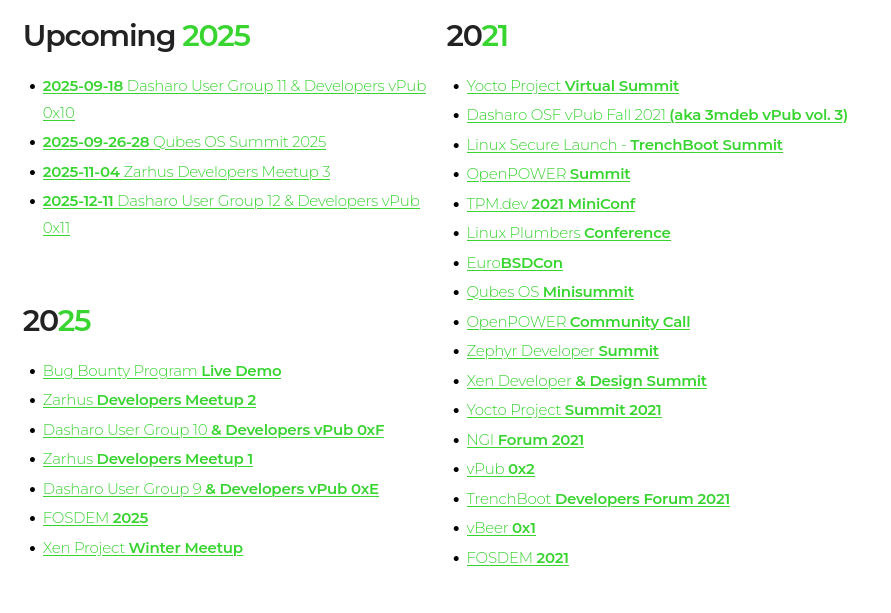 Upcoming 2025
2025-09-18 Dasharo User Group 11 & Developers vPub
0x10
2025-09-26-28 Qubes OS Summit 2025
2025-11-04 Zarhus Developers Meetup 3
2025-12-11 Dasharo User Group 12 & Developers vPub
0x11
2025
Bug Bounty Program Live Demo
Zarhus Developers Meetup 2
Dasharo User Group 10 & Developers vPub 0xF
Zarhus Developers Meetup 1
Dasharo User Group 9 & Developers vPub 0xE
FOSDEM 2025
Xen Project Winter Meetup
2021
Yocto Project Virtual Summit
Dasharo OSF vPub Fall 2021 (aka 3mdeb vPub vol. 3)
Linux Secure Launch - TrenchBoot Summit
OpenPOWER Summit
TPM.dev 2021 MiniConf
Linux Plumbers Conference
EuroBSDCon
Qubes OS Minisummit
OpenPOWER Community Call
Zephyr Developer Summit
Xen Developer & Design Summit
Yocto Project Summit 2021
NGI Forum 2021
vPub 0x2
TrenchBoot Developers Forum 2021
vBeer 0x1
FOSDEM 2021